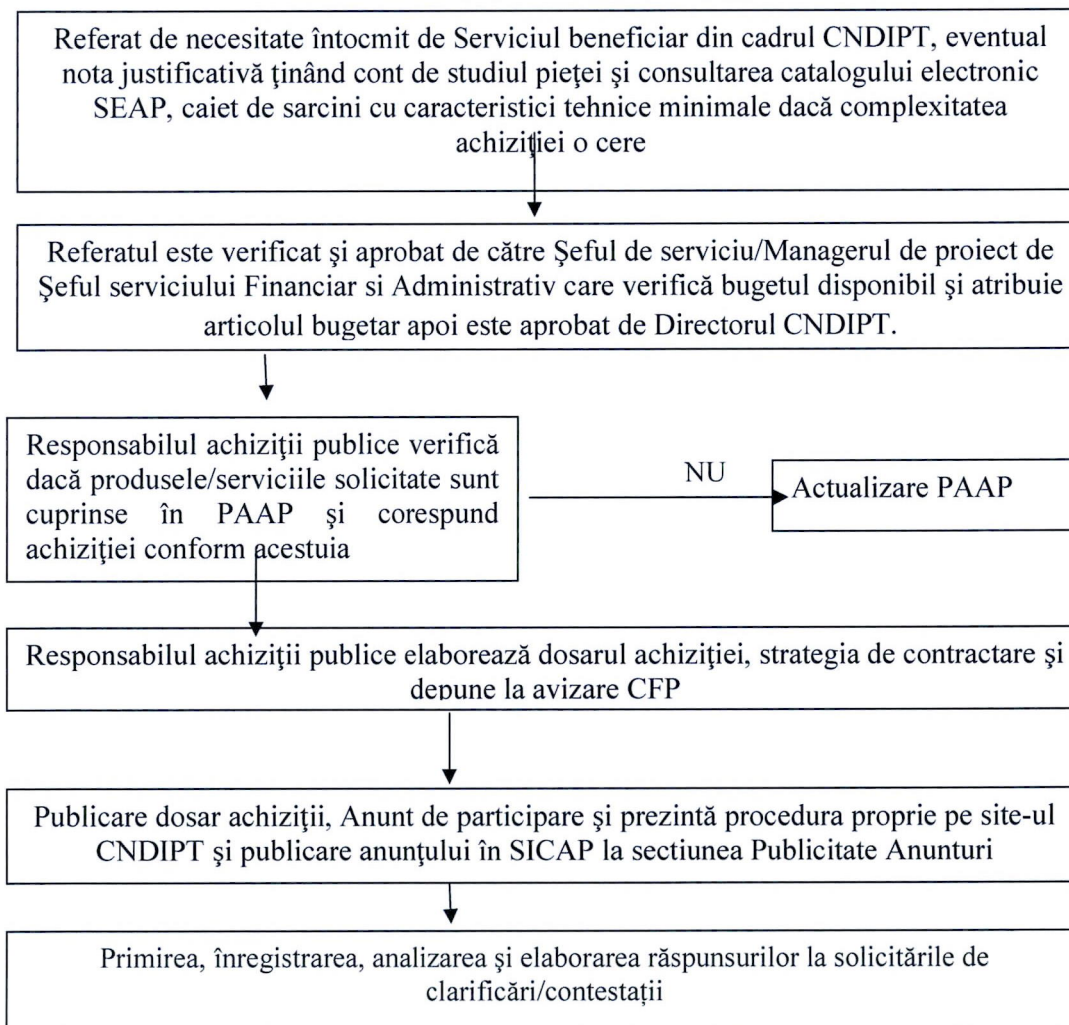 Referat de necesitate întocmit de Serviciul beneficiar din cadrul CNDIPT, eventual
nota justificativă ţinând cont de studiul pieţei şi consultarea catalogului electronic
SEAP, caiet de sarcini cu caracteristici tehnice minimale dacă complexitatea
achiziţiei o cere
Referatul este verificat şi aprobat de către Şeful de serviciu/Managerul de proiect de
Şeful serviciului Financiar si Administrativ care verifică bugetul disponibil şi atribuie
articolul bugetar apoi este aprobat de Directorul CNDIPT.
Responsabilul achiziţii publice verifică
dacă produsele/serviciile solicitate sunt
cuprinse în PAAP şi corespund
achiziţiei conform acestuia
NU
Actualizare PAAP
Responsabilul achiziţii publice elaborează dosarul achiziţiei, strategia de contractare şi
depune la avizare CFP
Publicare dosar achiziţii, Anunt de participare şi prezintă procedura proprie pe site-ul
CNDIPT şi publicare anunţului în SICAP la sectiunea Publicitate Anunturi
Primirea, înregistrarea, analizarea şi elaborarea răspunsurilor la solicitările de
clarificări/contestaţii